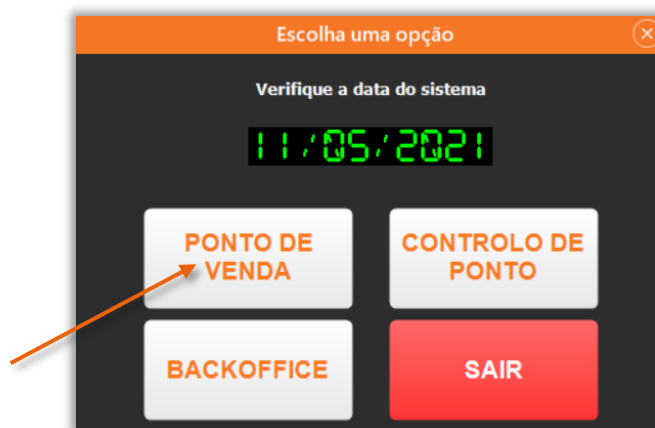 Escolha uma opção
Verifique a data do sistema
11/05/2021
PONTO DE
VENDA
CONTROLO DE
PONTO
BACKOFFICE
SAIR